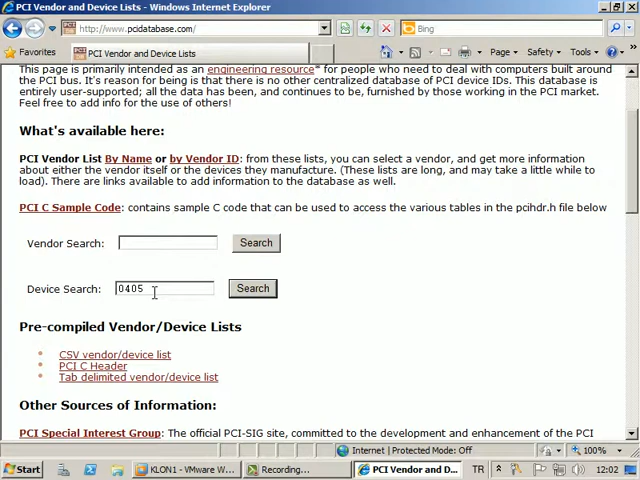 PCI Vendor and Device Lists - Windows Internet Explorer
http://www.pcidatabase.com/
Bing
Favorites
PCI Vendor and Device Lists
Page
Safety
Tools
This page is primarily intended as an engineering resource* for people who need to deal with computers built around
the PCI bus. It's reason for being is that there is no centralized database of PCI device IDs. This database is
entirely user-supported; all the data has been, and continues to be, furnished by those working in the PCI market.
Feel free to add info for the use of others!
What's available here:
PCI Vendor List By Name or by Vendor ID: from these lists, you can select a vendor, and get more information
about either the vendor itself or the devices they manufacture. (These lists are long, and may take a little while to
load). There are links available to add information to the database as well.
PCI C Sample Code: contains sample C code that can be used to access the various tables in the pcihdr.h file below
Vendor Search:
Search
Device Search:
0405
Search
Pre-compiled Vendor/Device Lists
CSV vendor/device list
PCI C Header
Tab delimited vendor/device list
Other Sources of Information:
PCI Special Interest Group: The official PCI-SIG site, committed to the development and enhancement of the PCI
Internet | Protected Mode: Off
100%
Start
KLON1 - VMware W...
Recording...
PCI Vendor and D...
TR
12:02